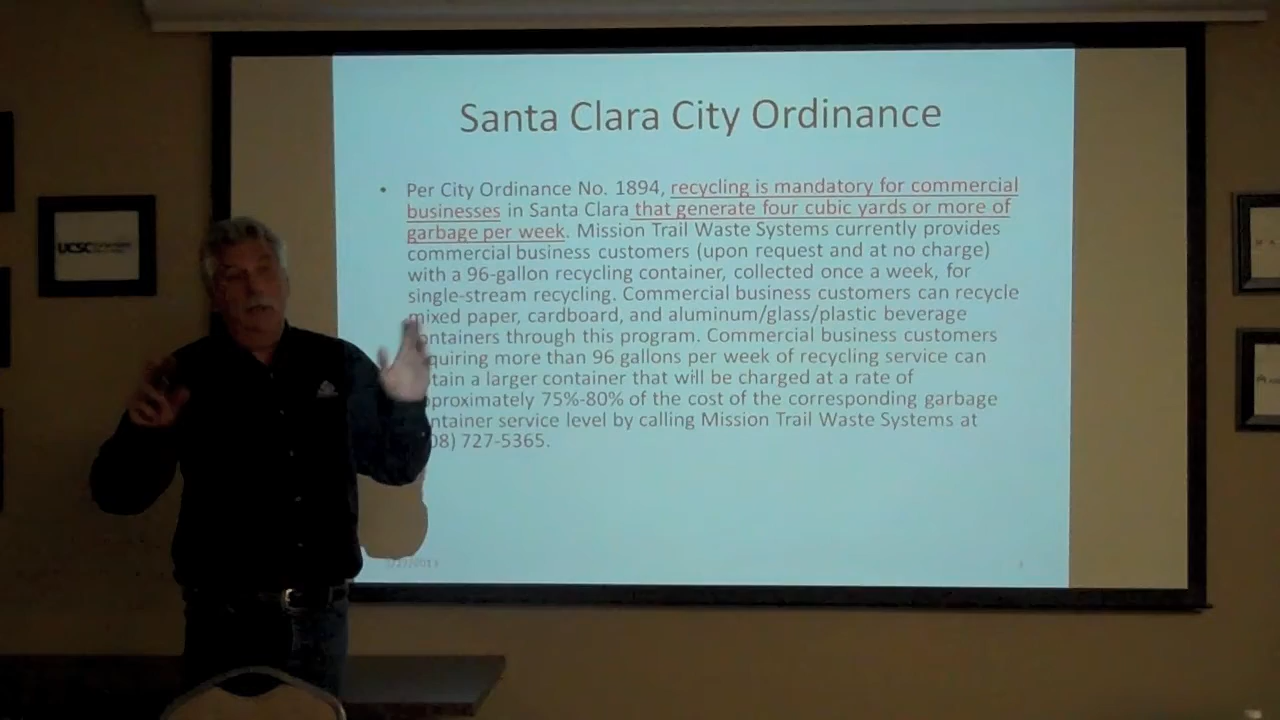 Santa Clara City Ordinance
• Per City Ordinance No. 1894, recycling is mandatory for commercial
businesses in Santa Clara that generate four cubic yards or more of
garbage per week. Mission Trail Waste Systems currently provides
commercial business customers (upon request and at no charge)
with a 96-gallon recycling container, collected once a week, for
single-stream recycling. Commercial business customers can recycle
mixed paper, cardboard, and aluminum/glass/plastic beverage
ontainers through this program. Commercial business customers
quiring more than 96 gallons per week of recycling service can
tain a larger container that will be charged at a rate of
proximately 75%-80% of the cost of the corresponding garbage
ntainer service level by calling Mission Trail Waste Systems at
08) 727-5365.
UCSC